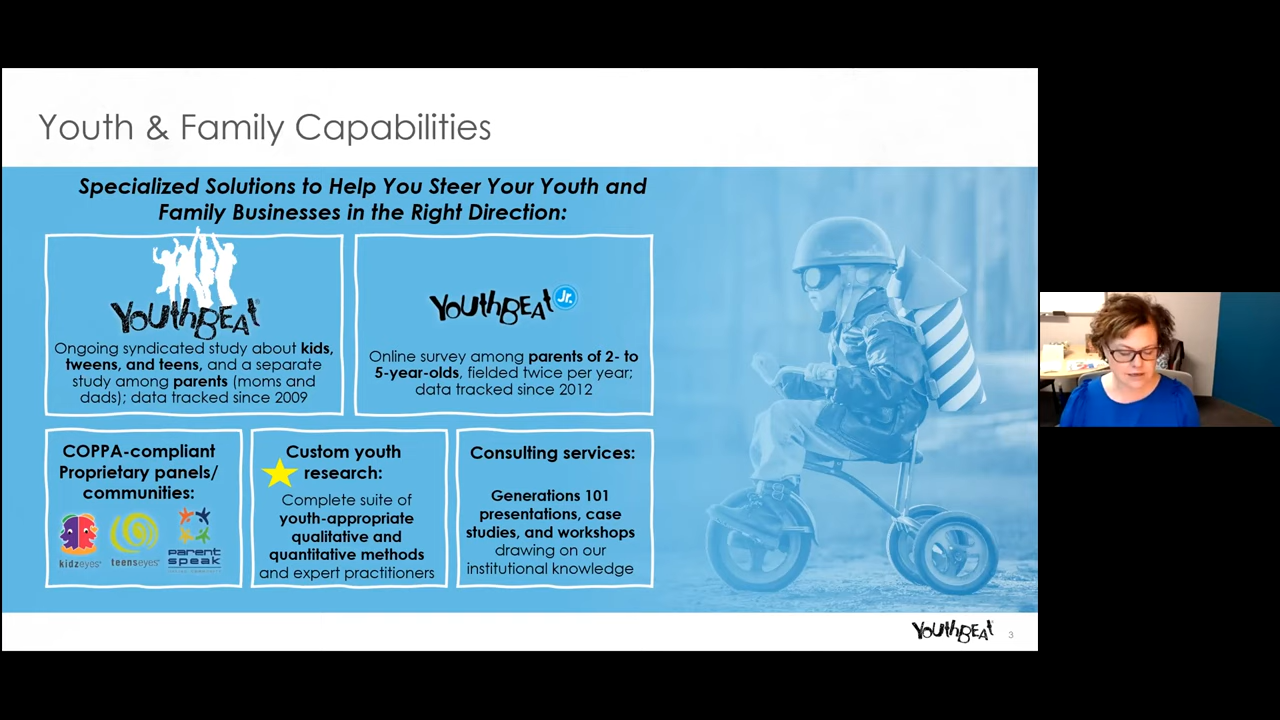 Youth & Family Capabilities
Specialized Solutions to Help You Steer Your Youth and
Family Businesses in the Right Direction:
YouthBEat®
Ongoing syndicated study about kids,
tweens, and teens, and a separate
study among parents (moms and
dads); data tracked since 2009
YouthBEat Jr.
Online survey among parents of 2- to
5-year-olds, fielded twice per year;
data tracked since 2012
COPPA-compliant
Proprietary panels/
communities:
kidzeyes™
teenseyes™
parent
speak
Custom youth
research:
Complete suite of
youth-appropriate
qualitative and
quantitative methods
and expert practitioners
Consulting services:
Generations 101
presentations, case
studies, and workshops
drawing on our
institutional knowledge
YouthBEat
3